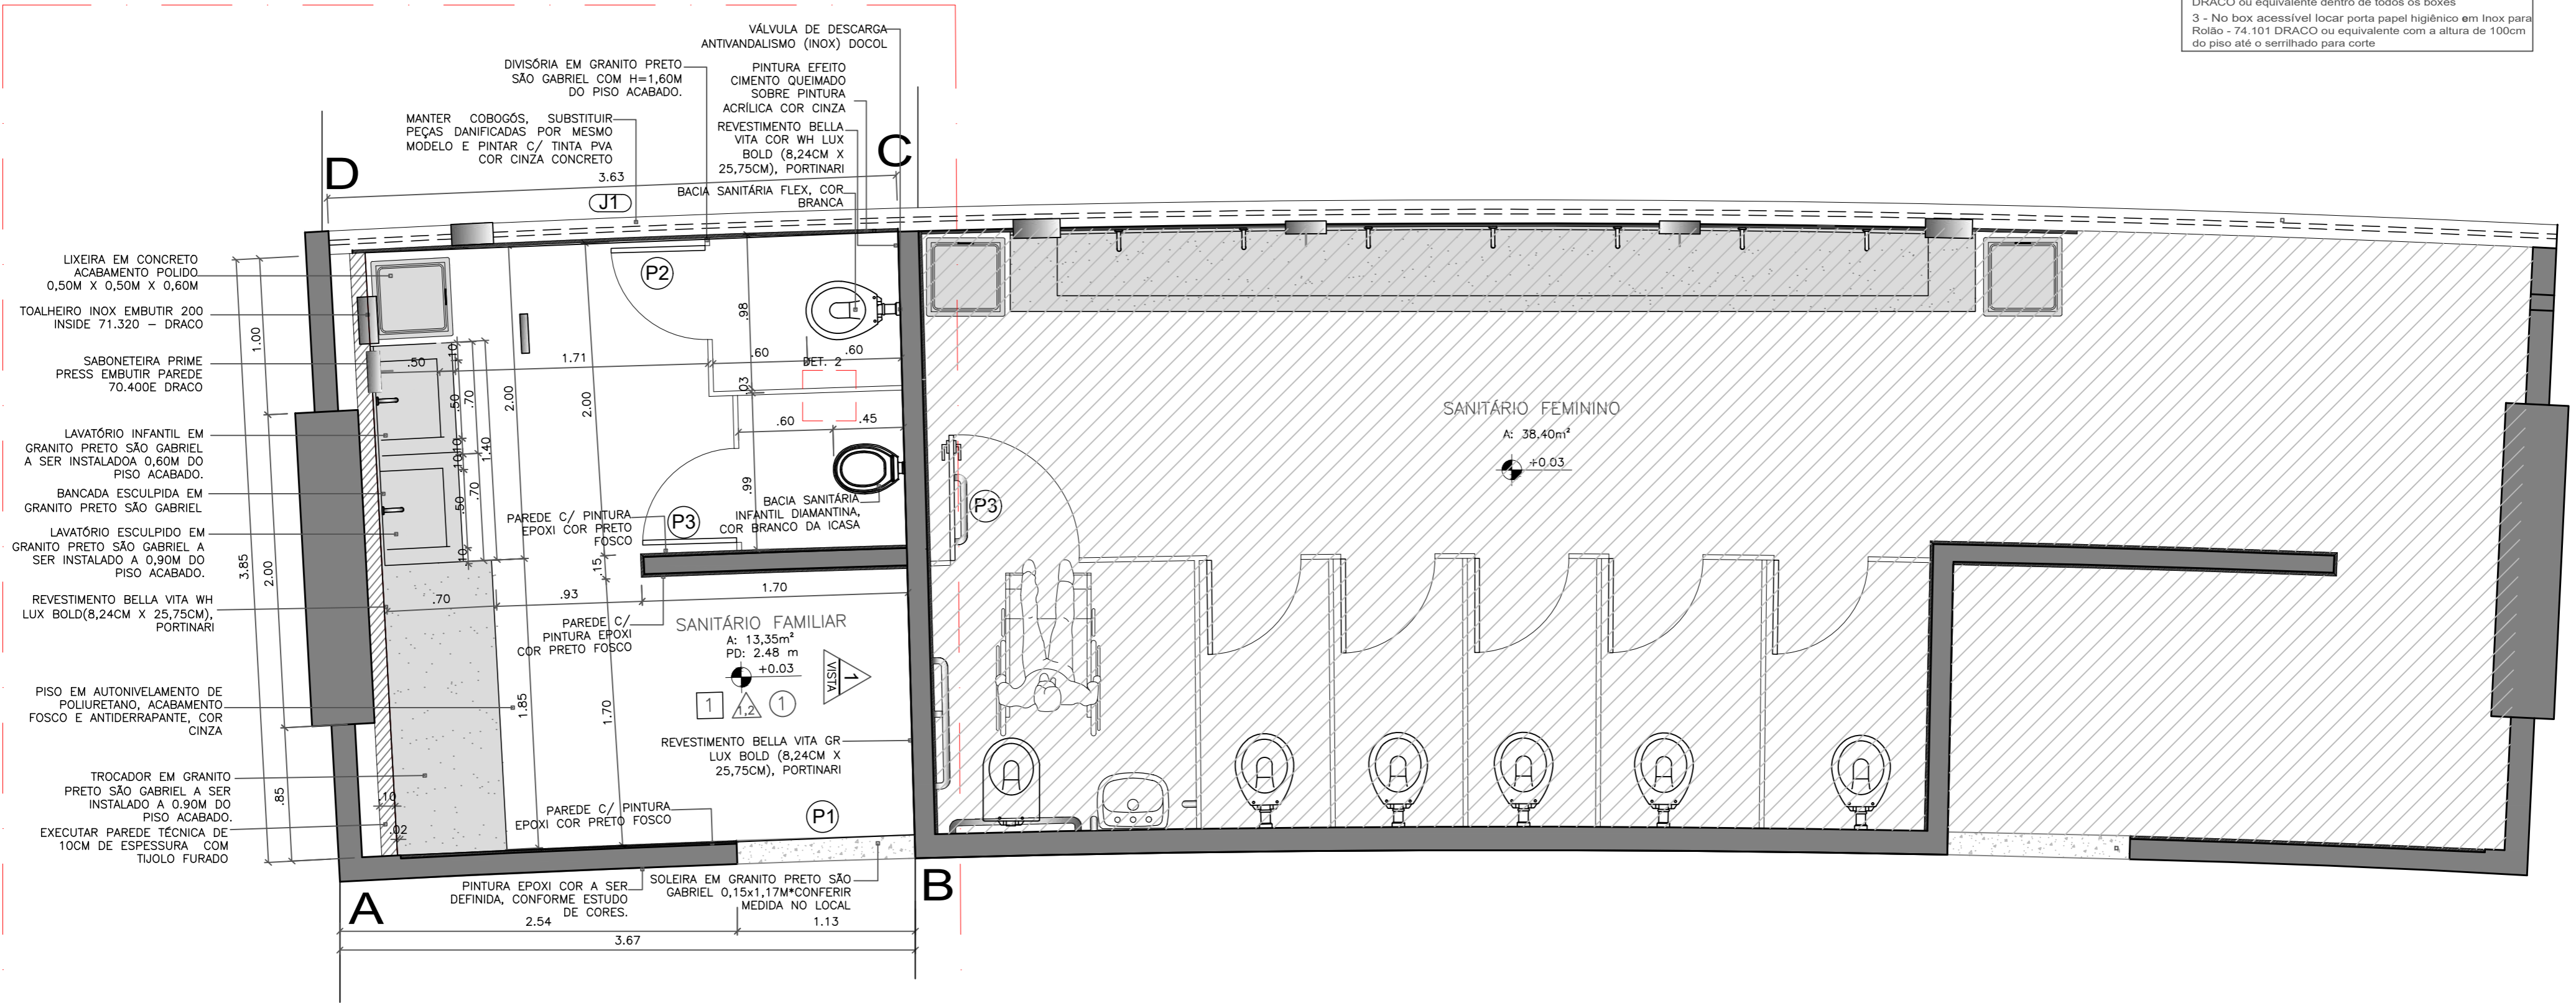 DRACO ou equivalente dentro de todos os boxes
3 - No box acessível locar porta papel higiênico em Inox para
Rolão - 74.101 DRACO ou equivalente com a altura de 100cm
do piso até o serrilhado para corte
VÁLVULA DE DESCARGA
ANTIVANDALISMO (INOX) DOCOL
DIVISÓRIA EM GRANITO PRETO
SÃO GABRIEL COM H=1,60M
DO PISO ACABADO.
PINTURA EFEITO
CIMENTO QUEIMADO
SOBRE PINTURA
ACRÍLICA COR CINZA
MANTER COBOGÓS, SUBSTITUIR
PEÇAS DANIFICADAS POR MESMO
MODELO E PINTAR C/ TINTA PVA
COR CINZA CONCRETO
REVESTIMENTO BELLA
VITA COR WH LUX
BOLD (8,24CM X
25,75CM), PORTINARI
D
C
3.63
J1
BACIA SANITÁRIA FLEX, COR
BRANCA
LIXEIRA EM CONCRETO
ACABAMENTO POLIDO
0,50M X 0,50M X 0,60M
TOALHEIRO INOX EMBUTIR 200
INSIDE 71.320 – DRACO
SABONETEIRA PRIME
PRESS EMBUTIR PAREDE
70.400E DRACO
LAVATÓRIO INFANTIL EM
GRANITO PRETO SÃO GABRIEL
A SER INSTALADOA 0,60M DO
PISO ACABADO.
BANCADA ESCULPIDA EM
GRANITO PRETO SÃO GABRIEL
LAVATÓRIO ESCULPIDO EM
GRANITO PRETO SÃO GABRIEL A
SER INSTALADO A 0,90M DO
PISO ACABADO.
REVESTIMENTO BELLA VITA WH
LUX BOLD(8,24CM X 25,75CM),
PORTINARI
PISO EM AUTONIVELAMENTO DE
POLIURETANO, ACABAMENTO
FOSCO E ANTIDERRAPANTE, COR
CINZA
TROCADOR EM GRANITO
PRETO SÃO GABRIEL A SER
INSTALADO A 0.90M DO
PISO ACABADO.
EXECUTAR PAREDE TÉCNICA DE
10CM DE ESPESSURA COM
TIJOLO FURADO
1.00
3.85
2.00
.85
P2
.98
1.71
.60
.60
DET. 2
.03
.50
.10
.50
.70
.10
.10
.50
.70
.10
1.40
2.00
2.00
.60
.45
.99
P3
BACIA SANITÁRIA
INFANTIL DIAMANTINA,
COR BRANCO DA ICASA
PAREDE C/ PINTURA
EPOXI COR PRETO
FOSCO
.15
.70
.93
1.70
PAREDE C/
PINTURA EPOXI
COR PRETO FOSCO
SANITÁRIO FAMILIAR
A: 13,35m²
PD: 2.48 m
+0.03
1
1,2
1
1
VISTA
1.85
1.70
REVESTIMENTO BELLA VITA GR
LUX BOLD (8,24CM X
25,75CM), PORTINARI
PAREDE C/ PINTURA
EPOXI COR PRETO FOSCO
P1
.10
.02
SANITÁRIO FEMININO
A: 38.40m²
+0.03
P3
A
B
PINTURA EPOXI COR A SER
DEFINIDA, CONFORME ESTUDO
DE CORES.
SOLEIRA EM GRANITO PRETO SÃO
GABRIEL 0,15x1,17M*CONFERIR
MEDIDA NO LOCAL
2.54
1.13
3.67